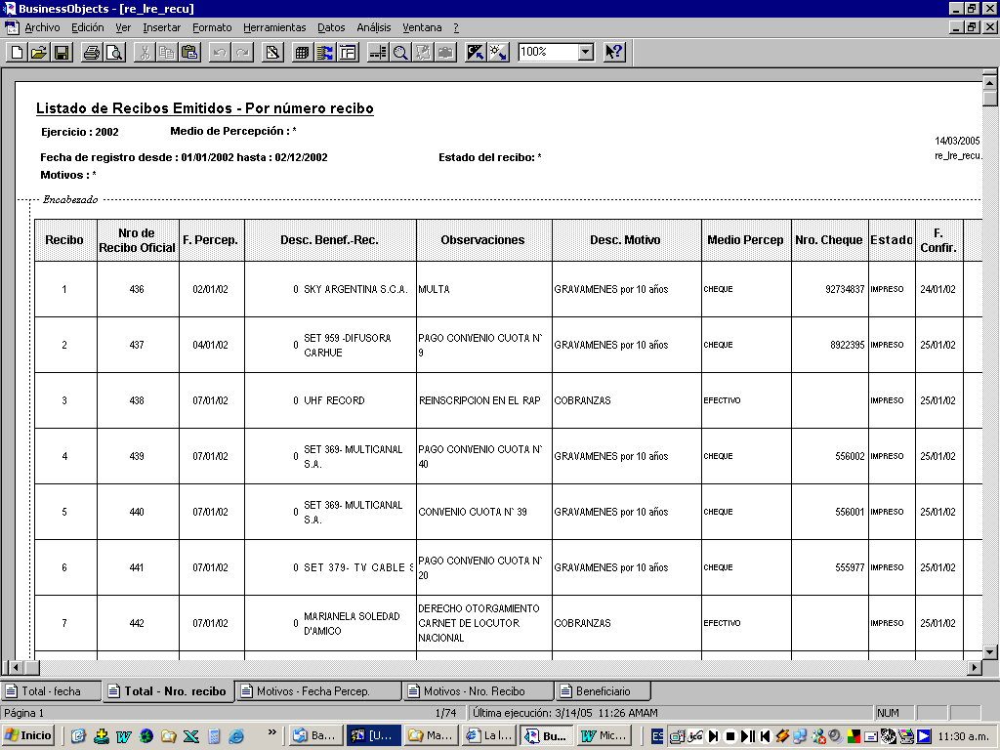 BusinessObjects - [re_lre_recu]
Archivo Edición Ver Insertar Formato Herramientas Datos Análisis Ventana ?
100%
Listado de Recibos Emitidos - Por número recibo
Ejercicio : 2002 Medio de Percepción : *
14/03/2005
Fecha de registro desde : 01/01/2002 hasta : 02/12/2002 Estado del recibo: * re_lre_recu.
Motivos : *
Encabezado
Recibo Nro de Recibo Oficial F. Percep. Desc. Benef.-Rec. Observaciones Desc. Motivo Medio Percep Nro. Cheque Estado F. Confir.
1 436 02/01/02 0 SKY ARGENTINA S.C.A. MULTA GRAVAMENES por 10 años CHEQUE 92734837 IMPRESO 24/01/02
2 437 04/01/02 0 SET 959 -DIFUSORA CARHUE PAGO CONVENIO CUOTA N` 9 GRAVAMENES por 10 años CHEQUE 8922395 IMPRESO 25/01/02
3 438 07/01/02 0 UHF RECORD REINSCRIPCION EN EL RAP COBRANZAS EFECTIVO IMPRESO 25/01/02
4 439 07/01/02 0 SET 369- MULTICANAL S.A. PAGO CONVENIO CUOTA N` 40 GRAVAMENES por 10 años CHEQUE 556002 IMPRESO 25/01/02
5 440 07/01/02 0 SET 369- MULTICANAL S.A. CONVENIO CUOTA N` 39 GRAVAMENES por 10 años CHEQUE 556001 IMPRESO 25/01/02
6 441 07/01/02 0 SET 379- TV CABLE S PAGO CONVENIO CUOTA N` 20 GRAVAMENES por 10 años CHEQUE 555977 IMPRESO 25/01/02
7 442 07/01/02 0 MARIANELA SOLEDAD D'AMICO DERECHO OTORGAMIENTO CARNET DE LOCUTOR NACIONAL COBRANZAS EFECTIVO IMPRESO 25/01/02
Total - fecha Total - Nro. recibo Motivos - Fecha Percep. Motivos - Nro. Recibo Beneficiario
Página 1 1/74 Última ejecución: 3/14/05 11:26 AMAM NUM
Inicio » Ba... [U... Ma... La I... Bu... Mic... ES 11:30 a.m.